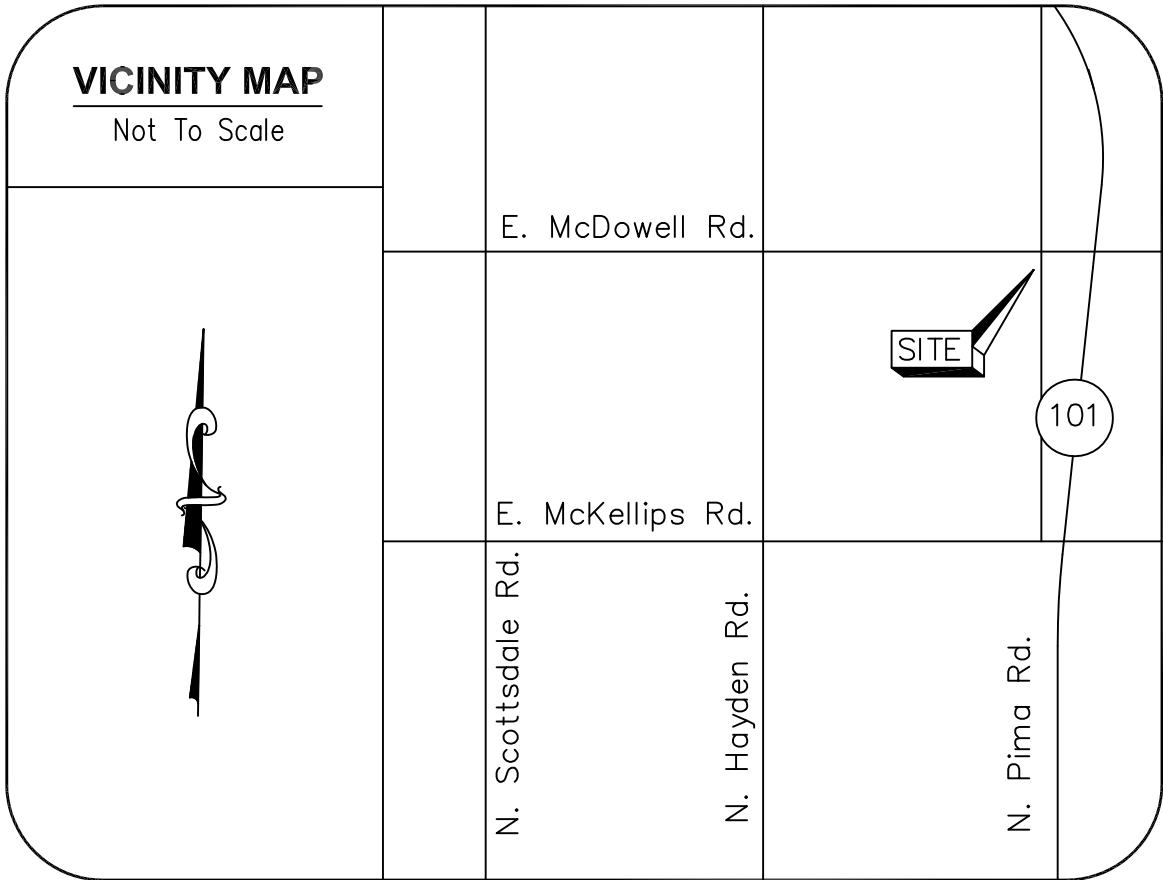 VICINITY MAP
Not To Scale
E. McDowell Rd.
SITE
101
E. McKellips Rd.
N. Scottsdale Rd.
N. Hayden Rd.
N. Pima Rd.